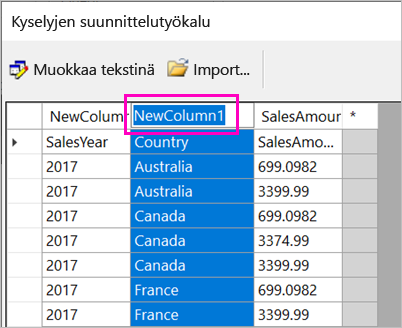 Kyselyjen suunnittelutyökalu
Muokkaa tekstinä Import...
NewColumn NewColumn1 SalesAmour *
SalesYear Country SalesAmo...
2017 Australia 699.0982
2017 Australia 3399.99
2017 Canada 699.0982
2017 Canada 3374.99
2017 Canada 3399.99
2017 France 699.0982
2017 France 3399.99